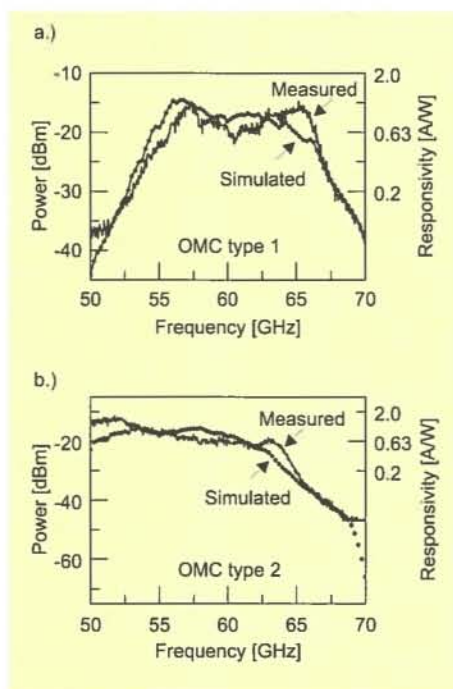 a.)
-10
2.0
Measured
-20
0.63
Power [dBm]
Responsivity [A/W]
Simulated
-30
0.2
-40
OMC type 1
50 55 60 65 70
Frequency [GHz]
b.)
2.0
Measured
-20
0.63
Power [dBm]
Responsivity [A/W]
0.2
-40
Simulated
-60
OMC type 2
50 55 60 65 70
Frequency [GHz]